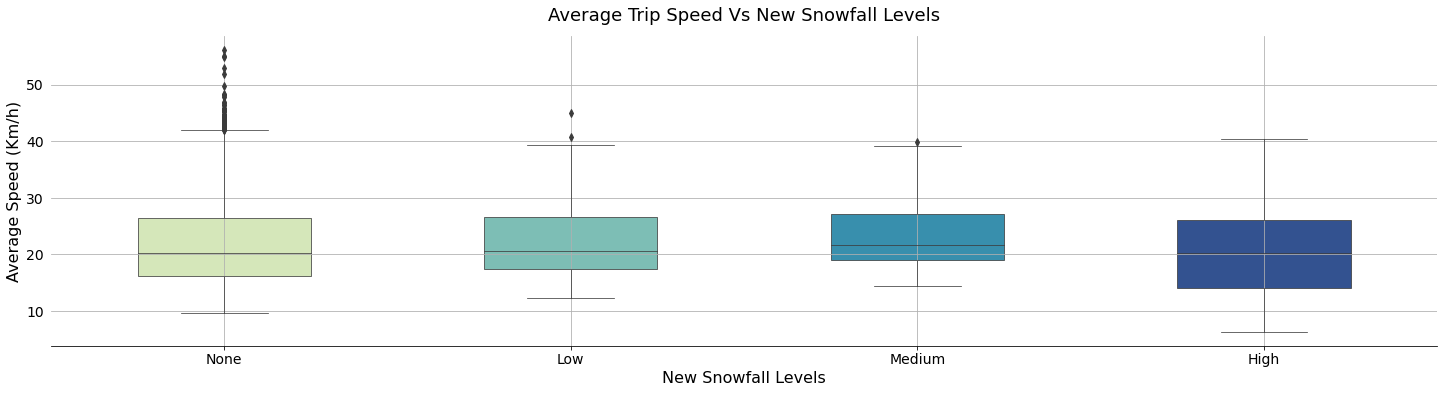 Average Trip Speed Vs New Snowfall Levels
Average Speed (Km/h)
50
40
30
20
10
None Low Medium High
New Snowfall Levels